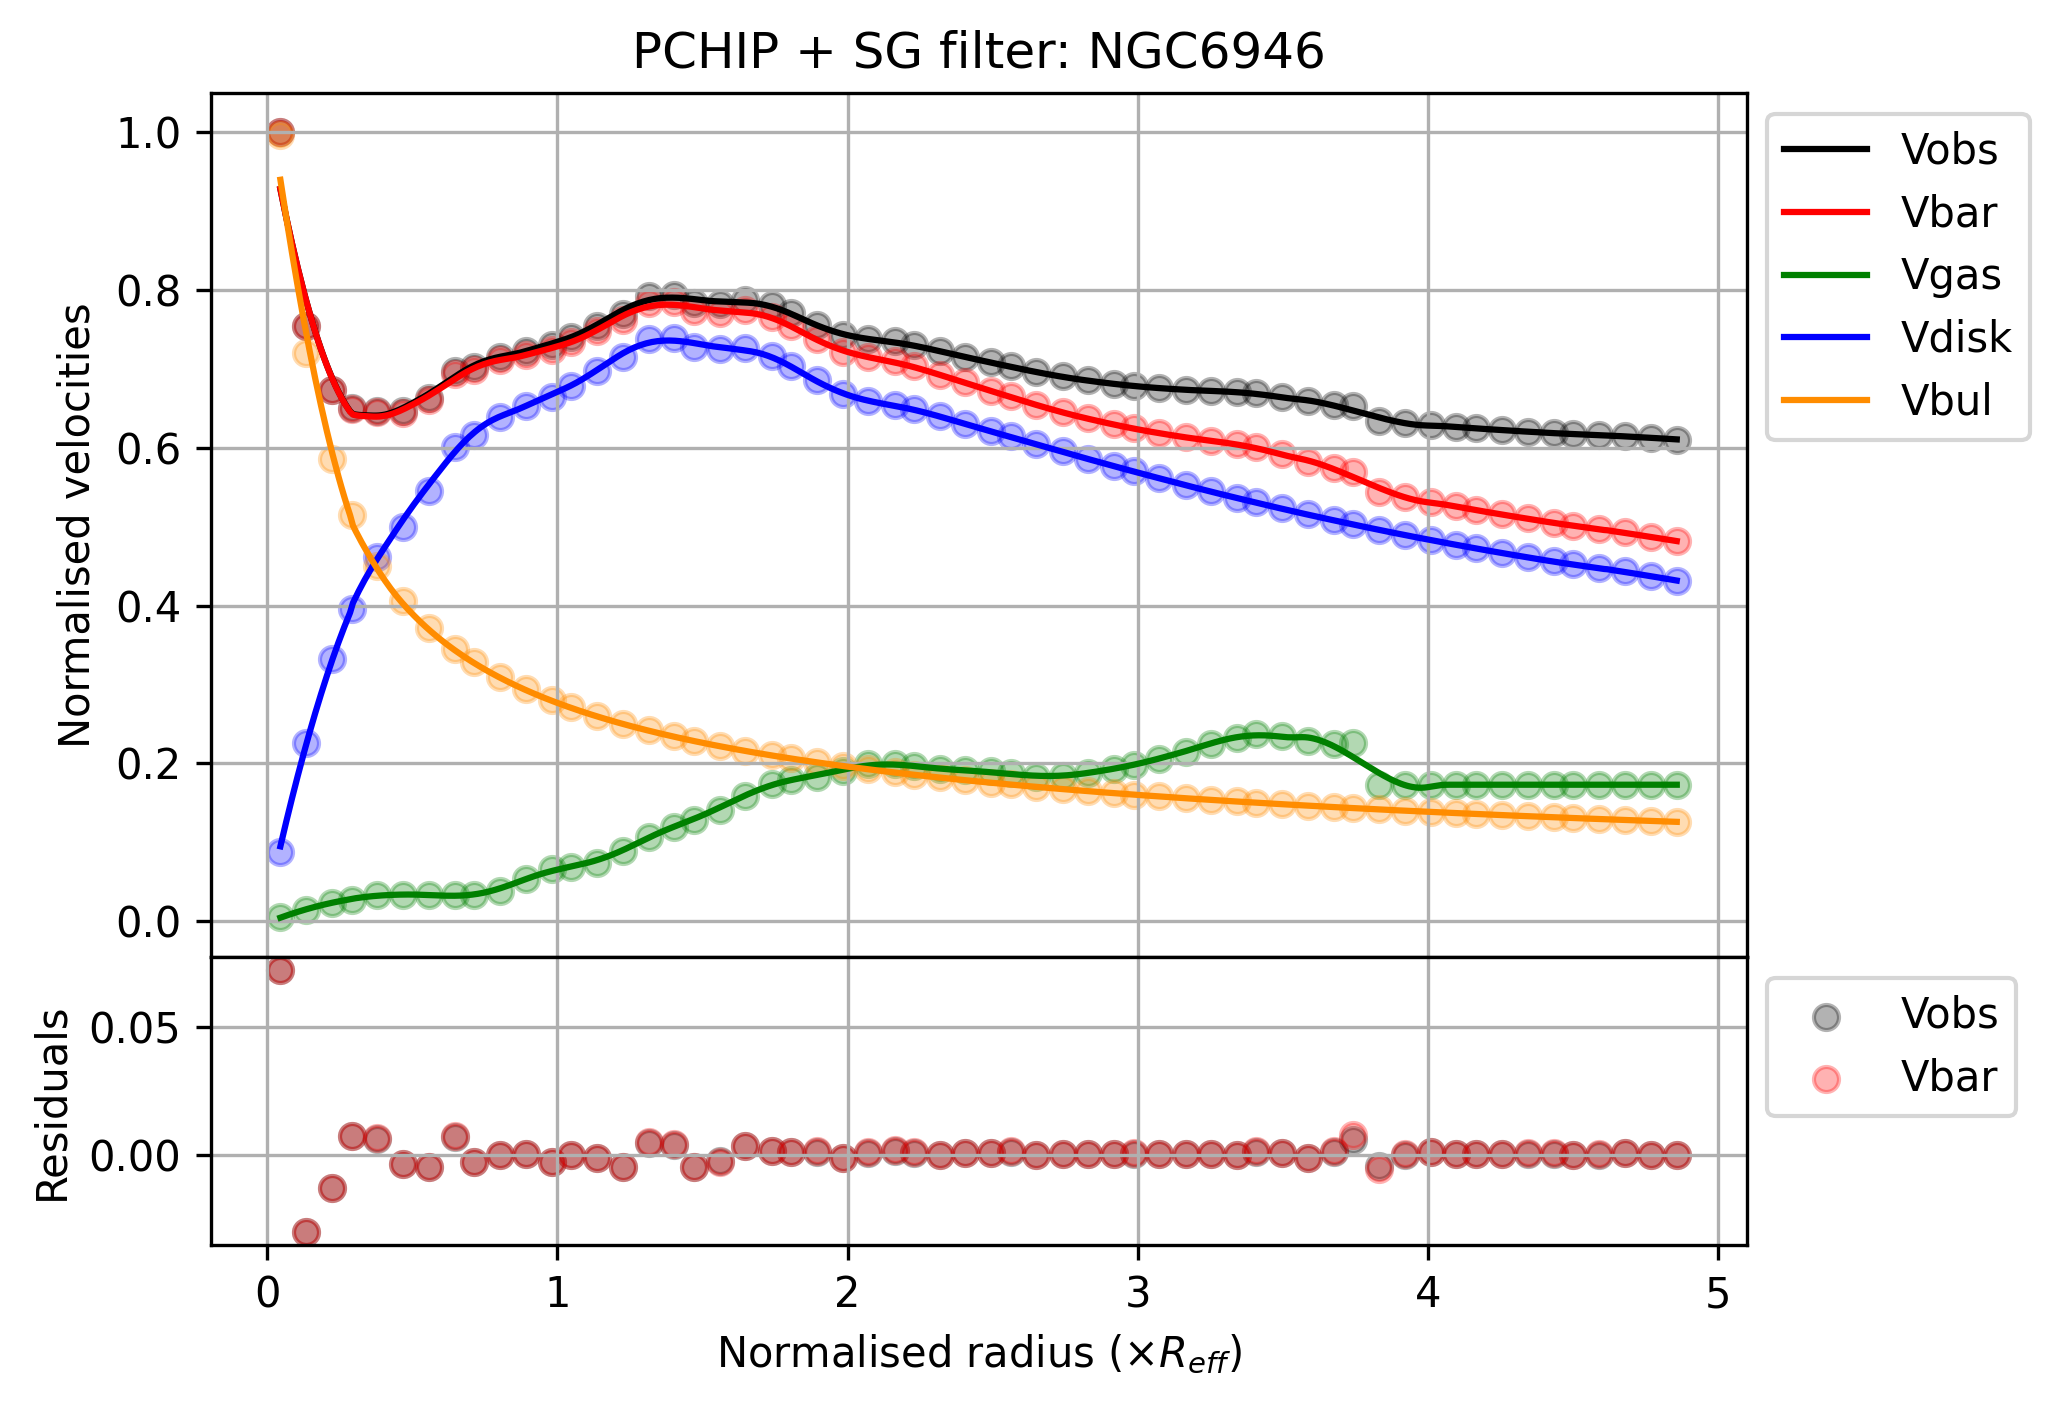 PCHIP + SG filter: NGC6946
Normalised velocities
1.0
0.8
0.6
0.4
0.2
0.0
Vobs
Vbar
Vgas
Vdisk
Vbul
Residuals
0.05
0.00
Vobs
Vbar
0 1 2 3 4 5
Normalised radius (×R_eff)